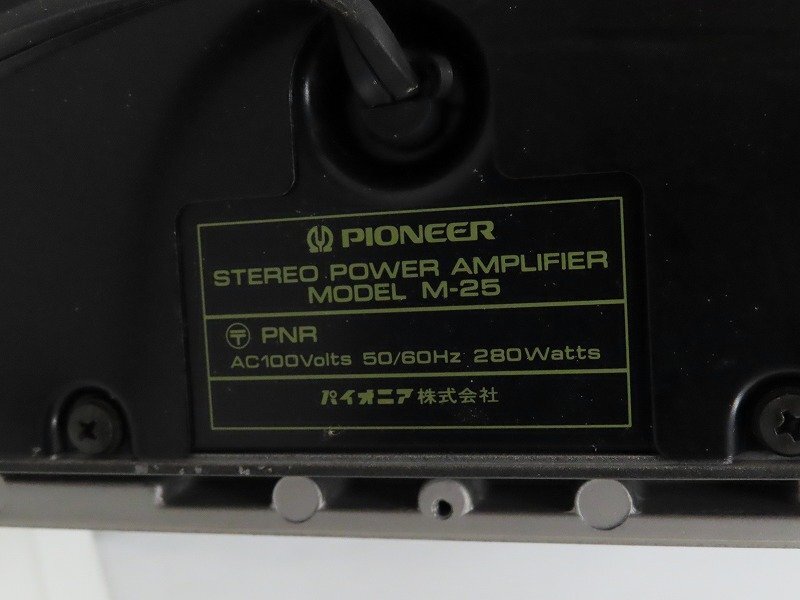 PIONEER
STEREO POWER AMPLIFIER
MODEL M-25
〒 PNR
AC100Volts 50/60Hz 280Watts
パイオニア株式会社